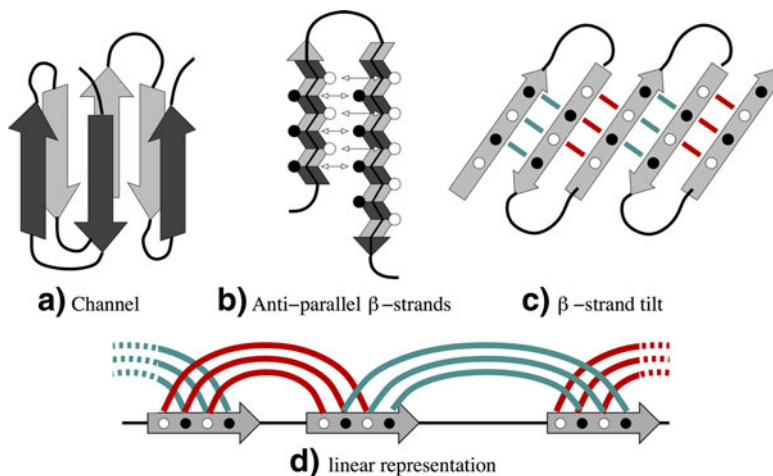 a) Channel
b) Anti−parallel β−strands
c) β−strand tilt
d) linear representation